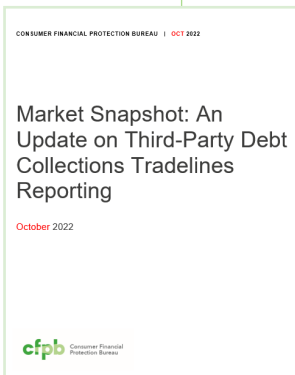 CONSUMER FINANCIAL PROTECTION BUREAU | OCT 2022
Market Snapshot: An
Update on Third-Party Debt
Collections Tradelines
Reporting
October 2022
cfpb
Consumer Financial
Protection Bureau